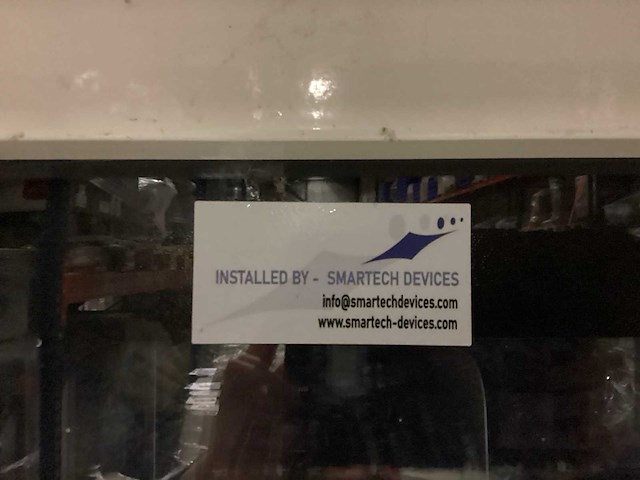 INSTALLED BY - SMARTECH DEVICES
info@smartechdevices.com
www.smartech-devices.com